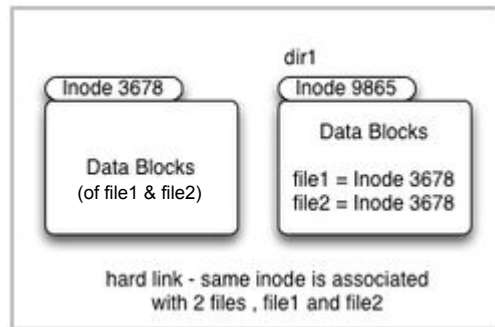 dir1
Inode 3678
Inode 9865
Data Blocks
(of file1 & file2)
Data Blocks
file1 = Inode 3678
file2 = Inode 3678
hard link - same inode is associated
with 2 files , file1 and file2